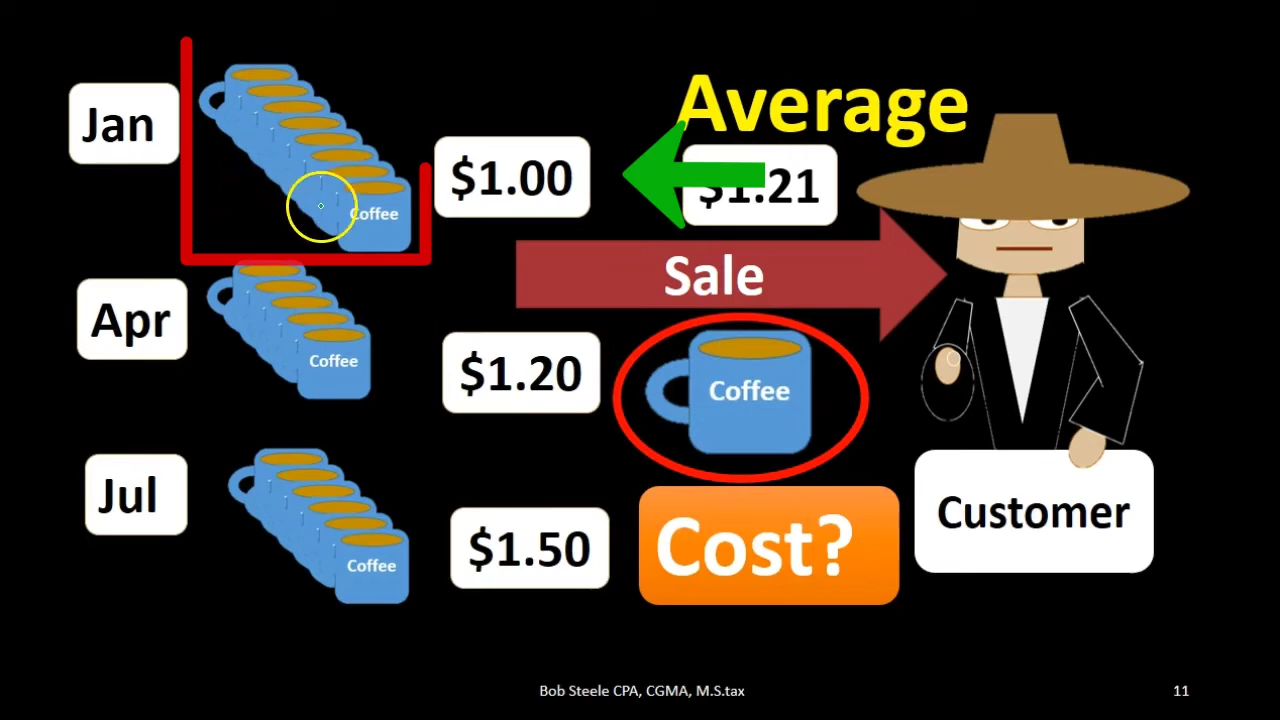 Average
Jan
$1.00
$1.21
Coffee
Sale
Apr
$1.20
Coffee
Coffee
Jul
$1.50
Cost?
Customer
Coffee
Bob Steele CPA, CGMA, M.S.tax
11